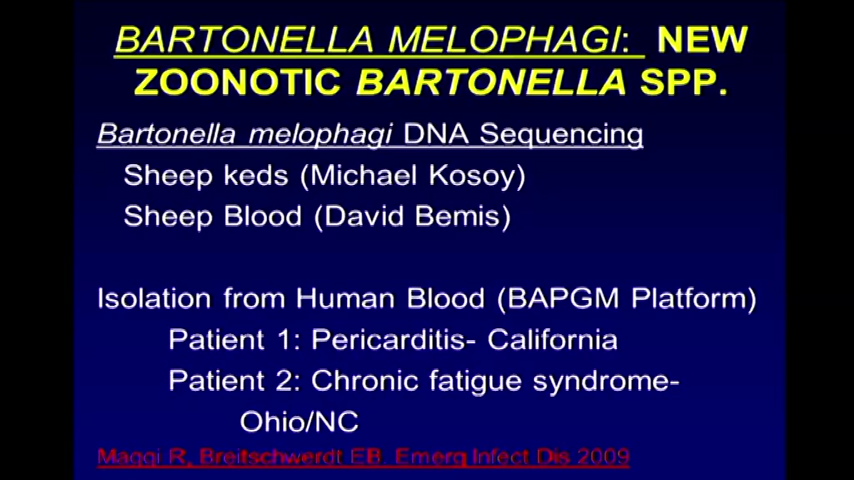 BARTONELLA MELOPHAGI: NEW
ZOONOTIC BARTONELLA SPP.
Bartonella melophagi DNA Sequencing
Sheep keds (Michael Kosoy)
Sheep Blood (David Bemis)
Isolation from Human Blood (BAPGM Platform)
Patient 1: Pericarditis- California
Patient 2: Chronic fatigue syndrome-
Ohio/NC
Maggi R, Breitschwerdt EB. Emerg Infect Dis 2009